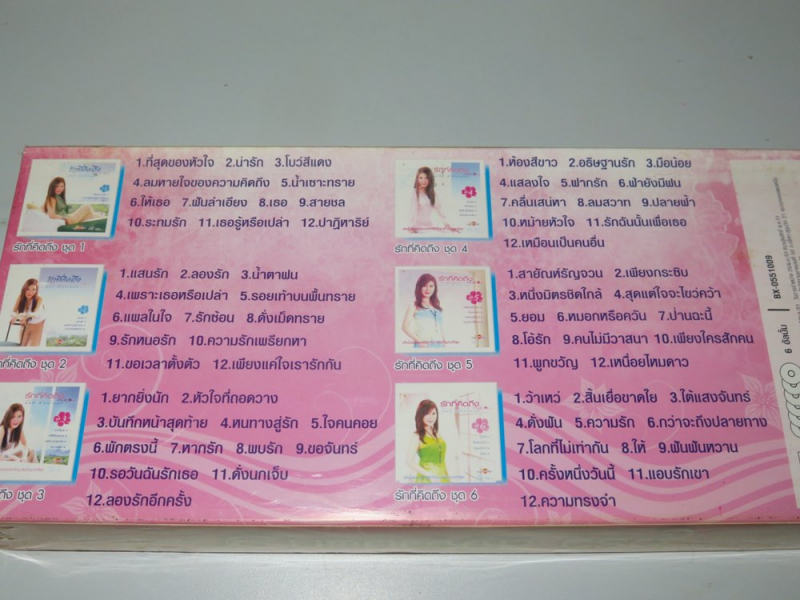 1.ที่สุดของหัวใจ 2.น่ารัก 3.โบว์สีแดง
4.ลมหายใจของความคิดถึง 5.น้ำเซาะทราย
6.ให้เธอ 7.ฟ้นลำเอียง 8.เธอ 9.สายชล
10.ระทมรัก 11.เธอรู้หรือเปล่า 12.ปาฏิหาริย์
รักที่คิดถึง ชุด 1
1.แสนรัก 2.ลองรัก 3.น้ำตาฝน
4.เพราะเธอหรือเปล่า 5.รอยเท้าบนพื้นทราย
6.แพลในใจ 7.รักซ้อน 8.ดั่งเม็ดทราย
9.รักหนอรัก 10.ความรักเพรียกหา
11.ขอเวลาตั้งตัว 12.เพียงแค่ใจเรารักกัน
ที่คิดถึง ชุด 2
1.ยากยิ่งนัก 2.หัวใจที่ถอดวาง
3.บันทึกหน้าสุดท้าย 4.หนทางสู่รัก 5.ใจคนคอย
6.พักตรงนี้ 7.หากรัก 8.พบรัก 9.ขอจันทร์
10.รอวันฉันรักเธอ 11.ดั่งนกเจ็บ
12.ลองรักอีกครั้ง
ถึง ชุด 3
1.ห้องสีขาว 2.อธิษฐานรัก 3.มือน้อย
4.แสลงใจ 5.ฝากรัก 6.ฟ้ายังมีฝน
7.คลื่นเสน่หา 8.ลมสวาท 9.ปลายฟ้า
10.หม้ายหัวใจ 11.รักฉันนั้นเพื่อเธอ
12.เหมือนเป็นคนอื่น
รักที่คิดถึง ชุด 4
1.สายัณห์รัญจวน 2.เพียงกระซิบ
3.หนึ่งมิตรชิดใกล้ 4.สุดแต่ใจจะไขว่คว้า
5.ยอม 6.หมอกหรือควัน 7.ป่านฉะนี้
8.โอ้รัก 9.คนไม่มีวาสนา 10.เพียงใครสักคน
11.ผูกขวัญ 12.เหนื่อยไหมดาว
รักที่คิดถึง ชุด 5
1.ว้าเหว่ 2.สิ้นเยื่อขาดใย 3.ใต้แสงจันทร์
4.ดั่งฟัน 5.ความรัก 6.กว่าจะถึงปลายทาง
7.โลกที่ไม่เท่ากัน 8.ให้ 9.ฟันฟันหวาน
10.ครั้งหนึ่งวันนี้ 11.แอบรักเขา
12.ความทรงจำ
รักที่คิดถึง ชุด 6
6 อัลบั้ม
BX-0551009